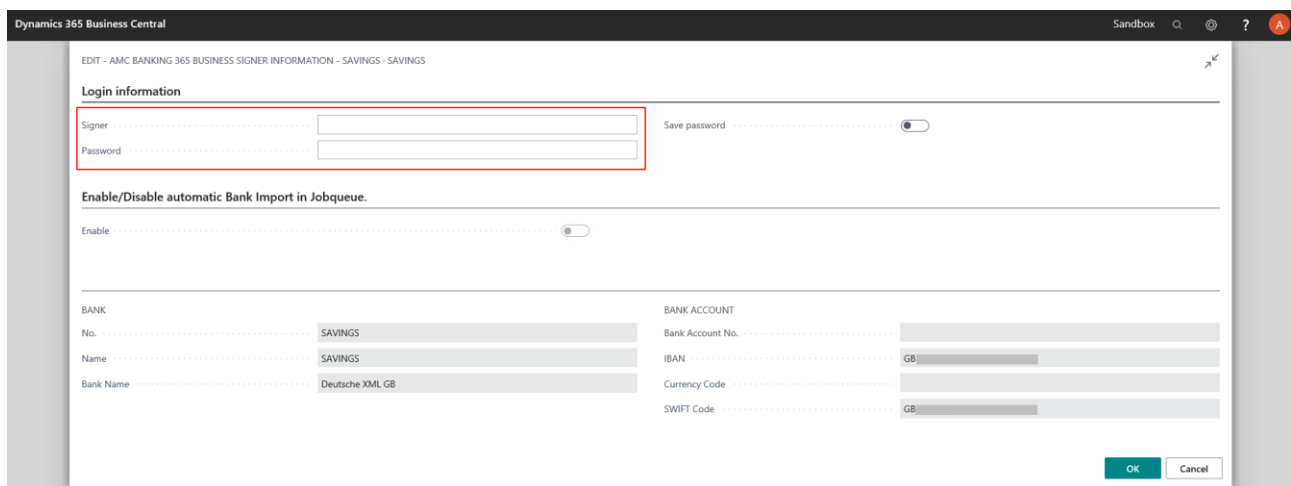 Dynamics 365 Business Central Sandbox ? A
EDIT - AMC BANKING 365 BUSINESS SIGNER INFORMATION - SAVINGS · SAVINGS
Login information
Signer Save password
Password
Enable/Disable automatic Bank Import in Jobqueue.
Enable
BANK BANK ACCOUNT
No. SAVINGS Bank Account No.
Name SAVINGS IBAN GB
Bank Name Deutsche XML GB Currency Code
SWIFT Code GB
OK Cancel